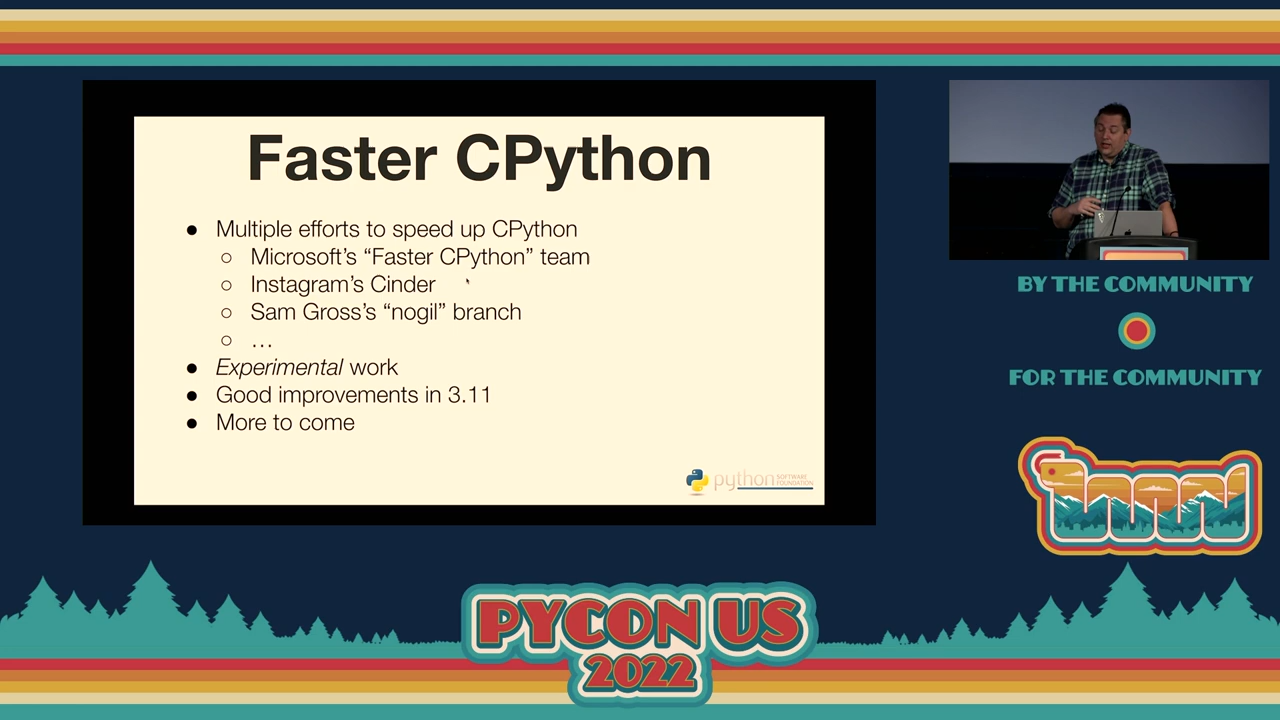 Faster CPython
● Multiple efforts to speed up CPython
○ Microsoft's “Faster CPython” team
○ Instagram's Cinder
○ Sam Gross's “nogil” branch
○ …
● Experimental work
● Good improvements in 3.11
● More to come
python SOFTWARE FOUNDATION
BY THE COMMUNITY
FOR THE COMMUNITY
PYCON US
2022